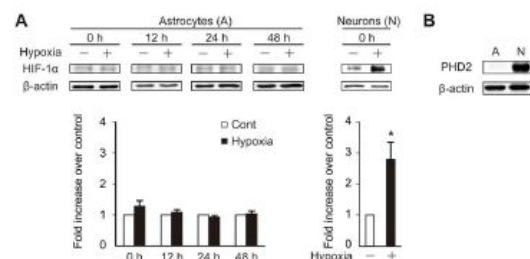 A
Astrocytes (A)
Neurons (N)
0 h 12 h 24 h 48 h 0 h
Hypoxia − + − + − + − + − +
HIF-1α
β-actin
B
A N
PHD2
β-actin
Fold increase over control
4
3
2
1
0
Cont
Hypoxia
0 h 12 h 24 h 48 h
Fold increase over control
4
3
2
1
0
*
Hypoxia − +